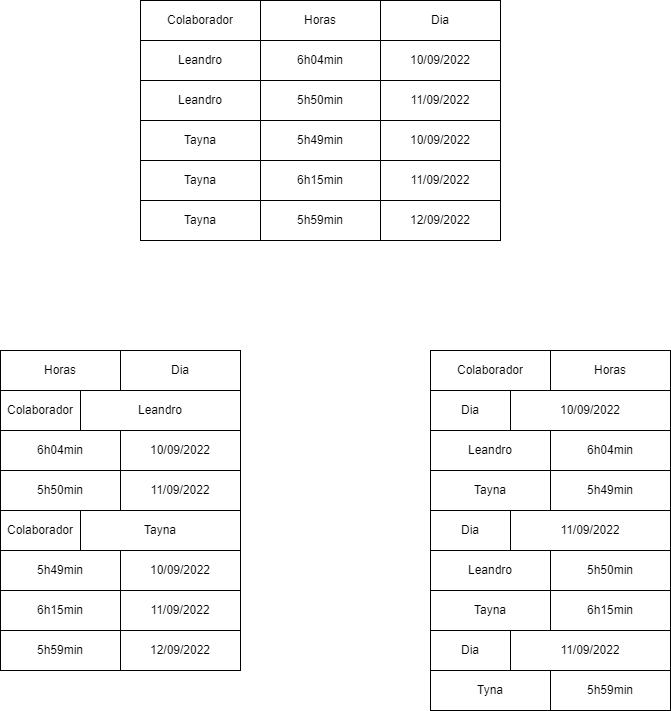 Colaborador Horas Dia
Leandro 6h04min 10/09/2022
Leandro 5h50min 11/09/2022
Tayna 5h49min 10/09/2022
Tayna 6h15min 11/09/2022
Tayna 5h59min 12/09/2022
Horas Dia
Colaborador Leandro
6h04min 10/09/2022
5h50min 11/09/2022
Colaborador Tayna
5h49min 10/09/2022
6h15min 11/09/2022
5h59min 12/09/2022
Colaborador Horas
Dia 10/09/2022
Leandro 6h04min
Tayna 5h49min
Dia 11/09/2022
Leandro 5h50min
Tayna 6h15min
Dia 11/09/2022
Tyna 5h59min